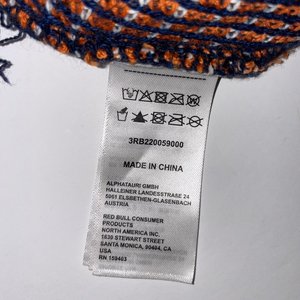 3RB220059000
MADE IN CHINA
ALPHATAURI GMBH
HALLEINER LANDESSTRASSE 24
5061 ELSBETHEN-GLASENBACH
AUSTRIA
RED BULL CONSUMER
PRODUCTS
NORTH AMERICA INC.
1630 STEWART STREET
SANTA MONICA, 90404, CA
USA
RN 159403